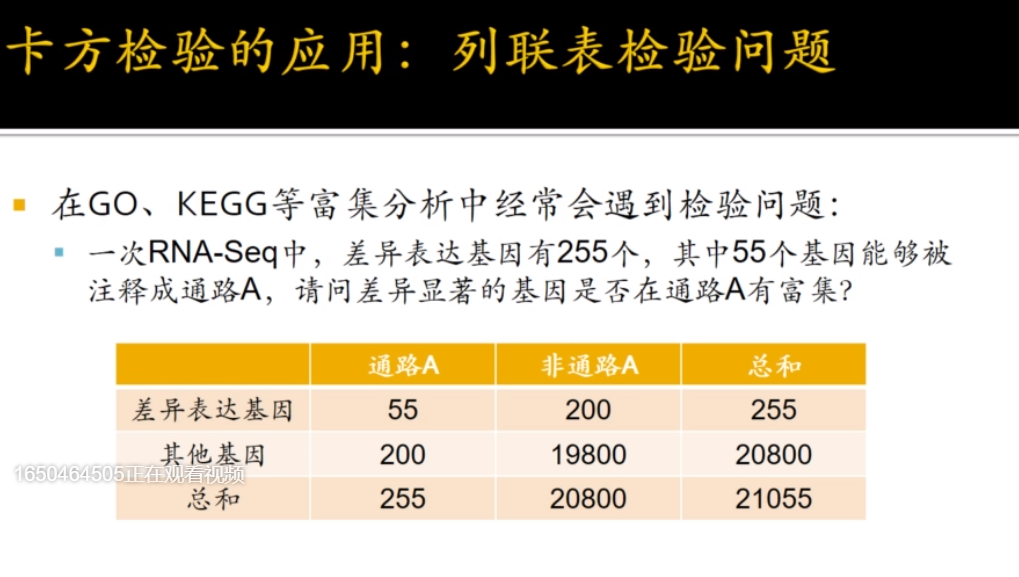 卡方检验的应用：列联表检验问题
在GO、KEGG等富集分析中经常会遇到检验问题：
一次RNA-Seq中，差异表达基因有255个，其中55个基因能够被
注释成通路A，请问差异显著的基因是否在通路A有富集？
通路A 非通路A 总和
差异表达基因 55 200 255
其他基因 200 19800 20800
1650464505正在观看视频
总和 255 20800 21055